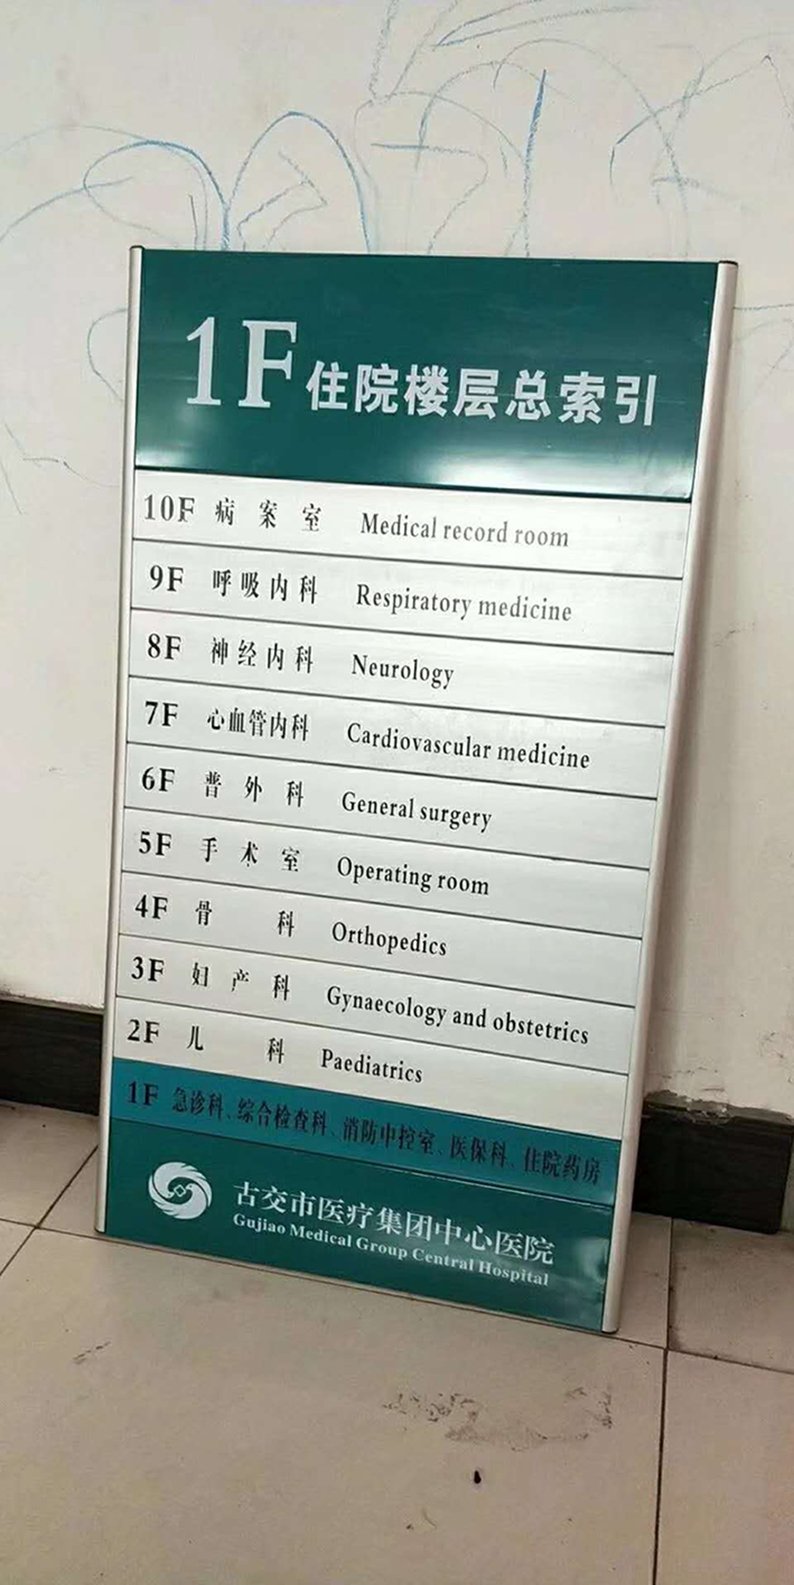 1F 住院楼层总索引
10F 病案室 Medical record room
9F 呼吸内科 Respiratory medicine
8F 神经内科 Neurology
7F 心血管内科 Cardiovascular medicine
6F 普外科 General surgery
5F 手术室 Operating room
4F 骨科 Orthopedics
3F 妇产科 Gynaecology and obstetrics
2F 儿科 Paediatrics
1F 急诊科、综合检查科、消防中控室、医保科、住院药房
古交市医疗集团中心医院
Gujiao Medical Group Central Hospital